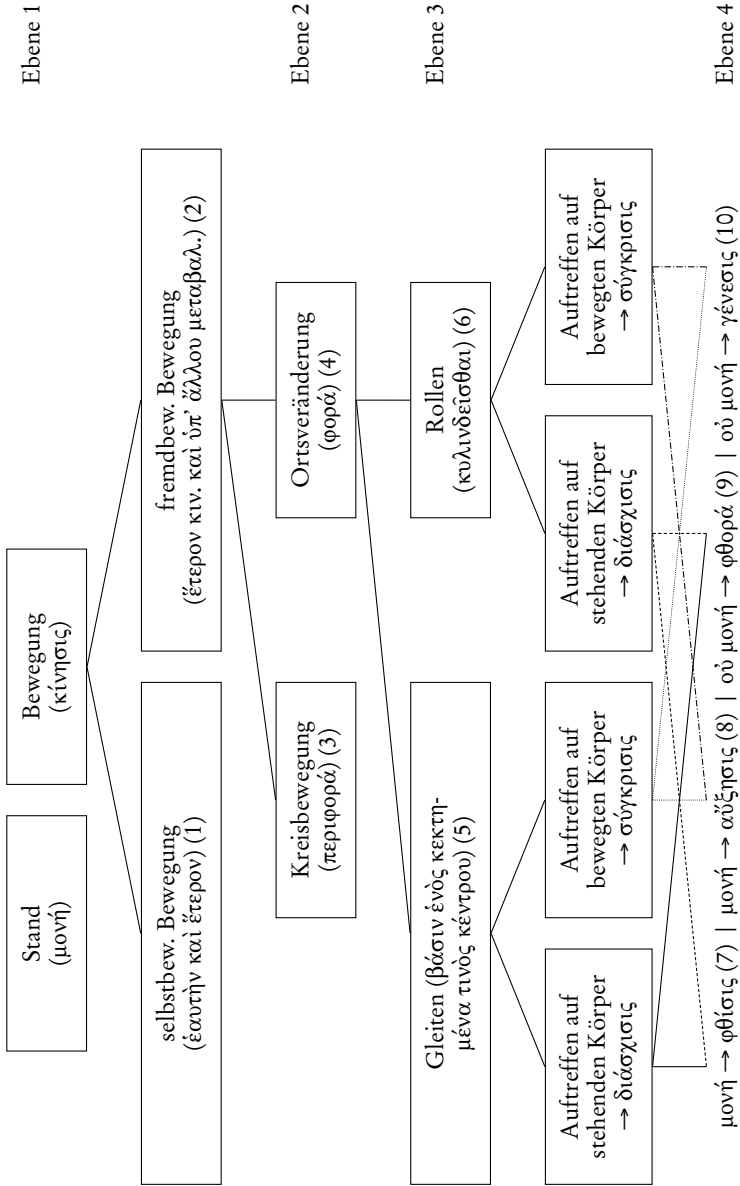 Ebene 1
Stand
(μονή)
Bewegung
(κίνησις)
selbstbew. Bewegung
(ἑαυτὴν καὶ ἕτερον) (1)
fremdbew. Bewegung
(ἕτερον κιν. καὶ ὑπ’ ἄλλου μεταβαλ.) (2)
Ebene 2
Kreisbewegung
(περιφορά) (3)
Ortsveränderung
(φορά) (4)
Ebene 3
Gleiten (βάσιν ἑνὸς κεκτη-
μένα τινὸς κέντρου) (5)
Rollen
(κυλινδεῖσθαι) (6)
Auftreffen auf
stehenden Körper
→ διάσχισις
Auftreffen auf
bewegten Körper
→ σύγκρισις
Auftreffen auf
stehenden Körper
→ διάσχισις
Auftreffen auf
bewegten Körper
→ σύγκρισις
Ebene 4
μονή → φθίσις (7) | μονή → αὔξησις (8) | οὐ μονή → φθορά (9) | οὐ μονή → γένεσις (10)